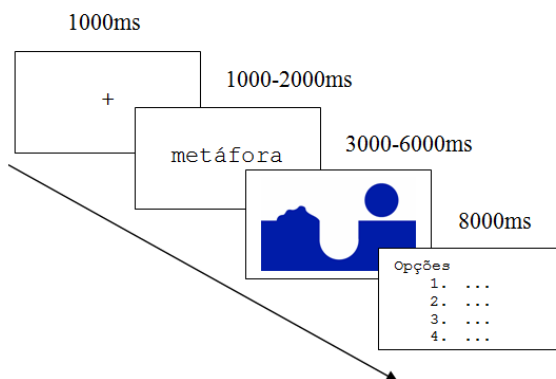 1000ms
+
1000-2000ms
metáfora
3000-6000ms
8000ms
Opções
1. ...
2. ...
3. ...
4. ...